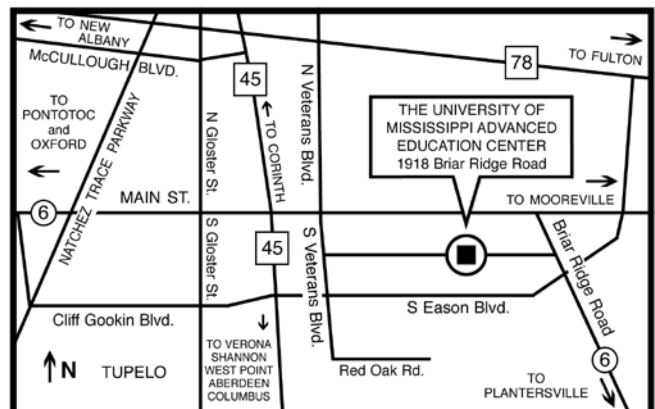 TO NEW
ALBANY
McCULLOUGH BLVD.
78
TO FULTON
45
N Veterans Blvd.
TO
PONTOTOC
and
OXFORD
NATCHEZ TRACE PARKWAY
N Gloster St.
TO CORINTH
THE UNIVERSITY OF
MISSISSIPPI ADVANCED
EDUCATION CENTER
1918 Briar Ridge Road
MAIN ST.
TO MOOREVILLE
6
S Gloster St.
45
S Veterans Blvd.
Briar Ridge Road
Cliff Gookin Blvd.
S Eason Blvd.
N
TUPELO
TO VERONA
SHANNON
WEST POINT
ABERDEEN
COLUMBUS
Red Oak Rd.
6
TO
PLANTERSVILLE